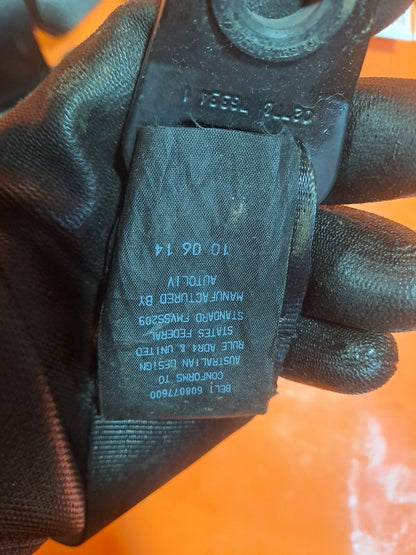 BELT 608077600
CONFORMS TO
AUSTRALIAN DESIGN
RULE ADR4 & UNITED
STATES FEDERAL
STANDARD FMVSS209
MANUFACTURED BY
AUTOLIV
10 06 14